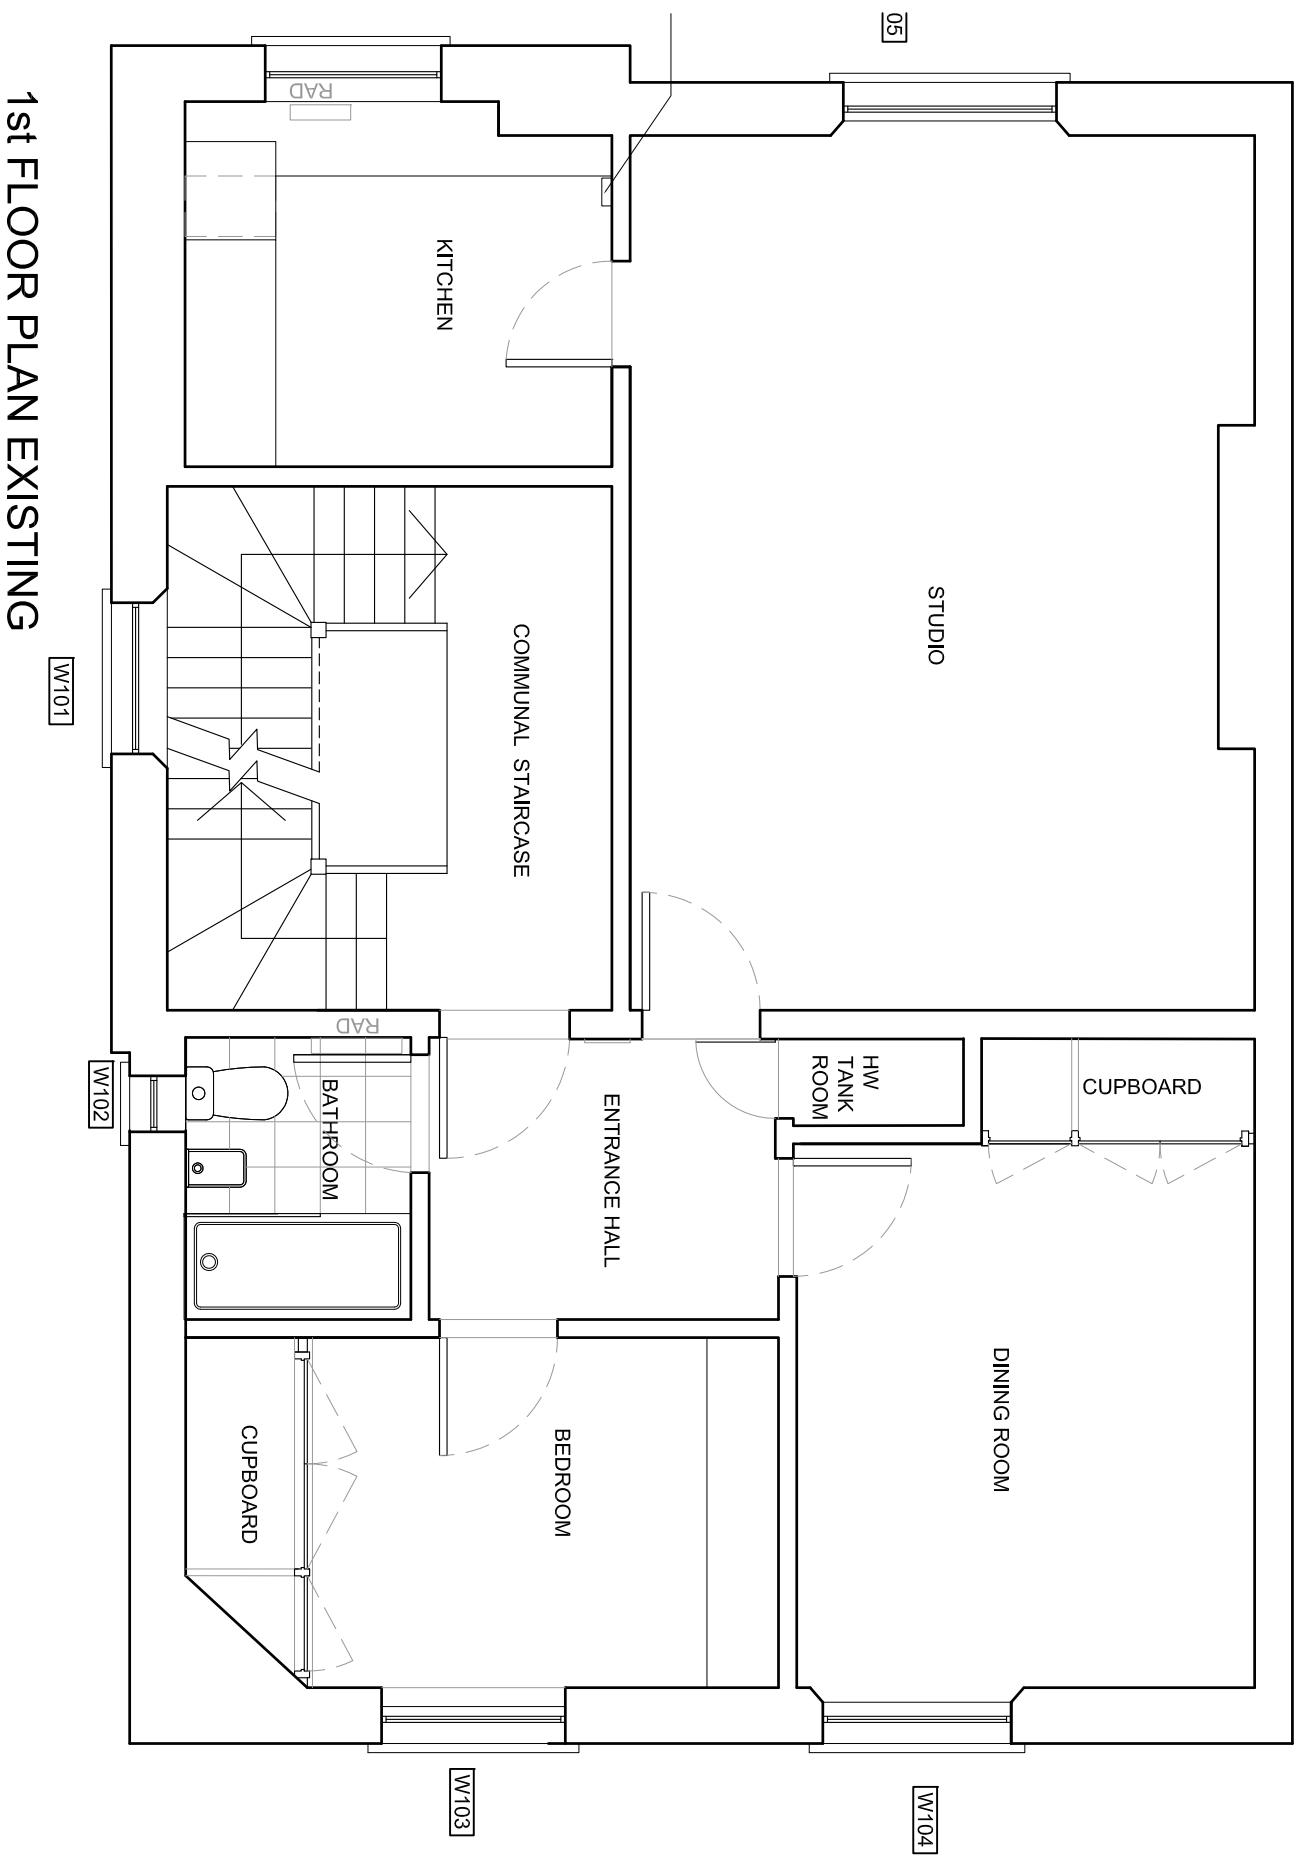 05
RAD
KITCHEN
STUDIO
COMMUNAL STAIRCASE
W101
RAD
HW
TANK
ROOM
CUPBOARD
BATHROOM
W102
ENTRANCE HALL
DINING ROOM
BEDROOM
CUPBOARD
W103
W104
1st FLOOR PLAN EXISTING